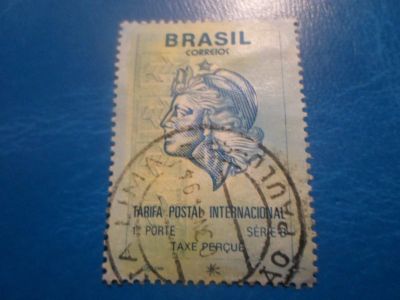 BRASIL
CORREIOS
TARIFA POSTAL INTERNACIONAL
1º PORTE SÉRIE B
TAXE PERÇUE